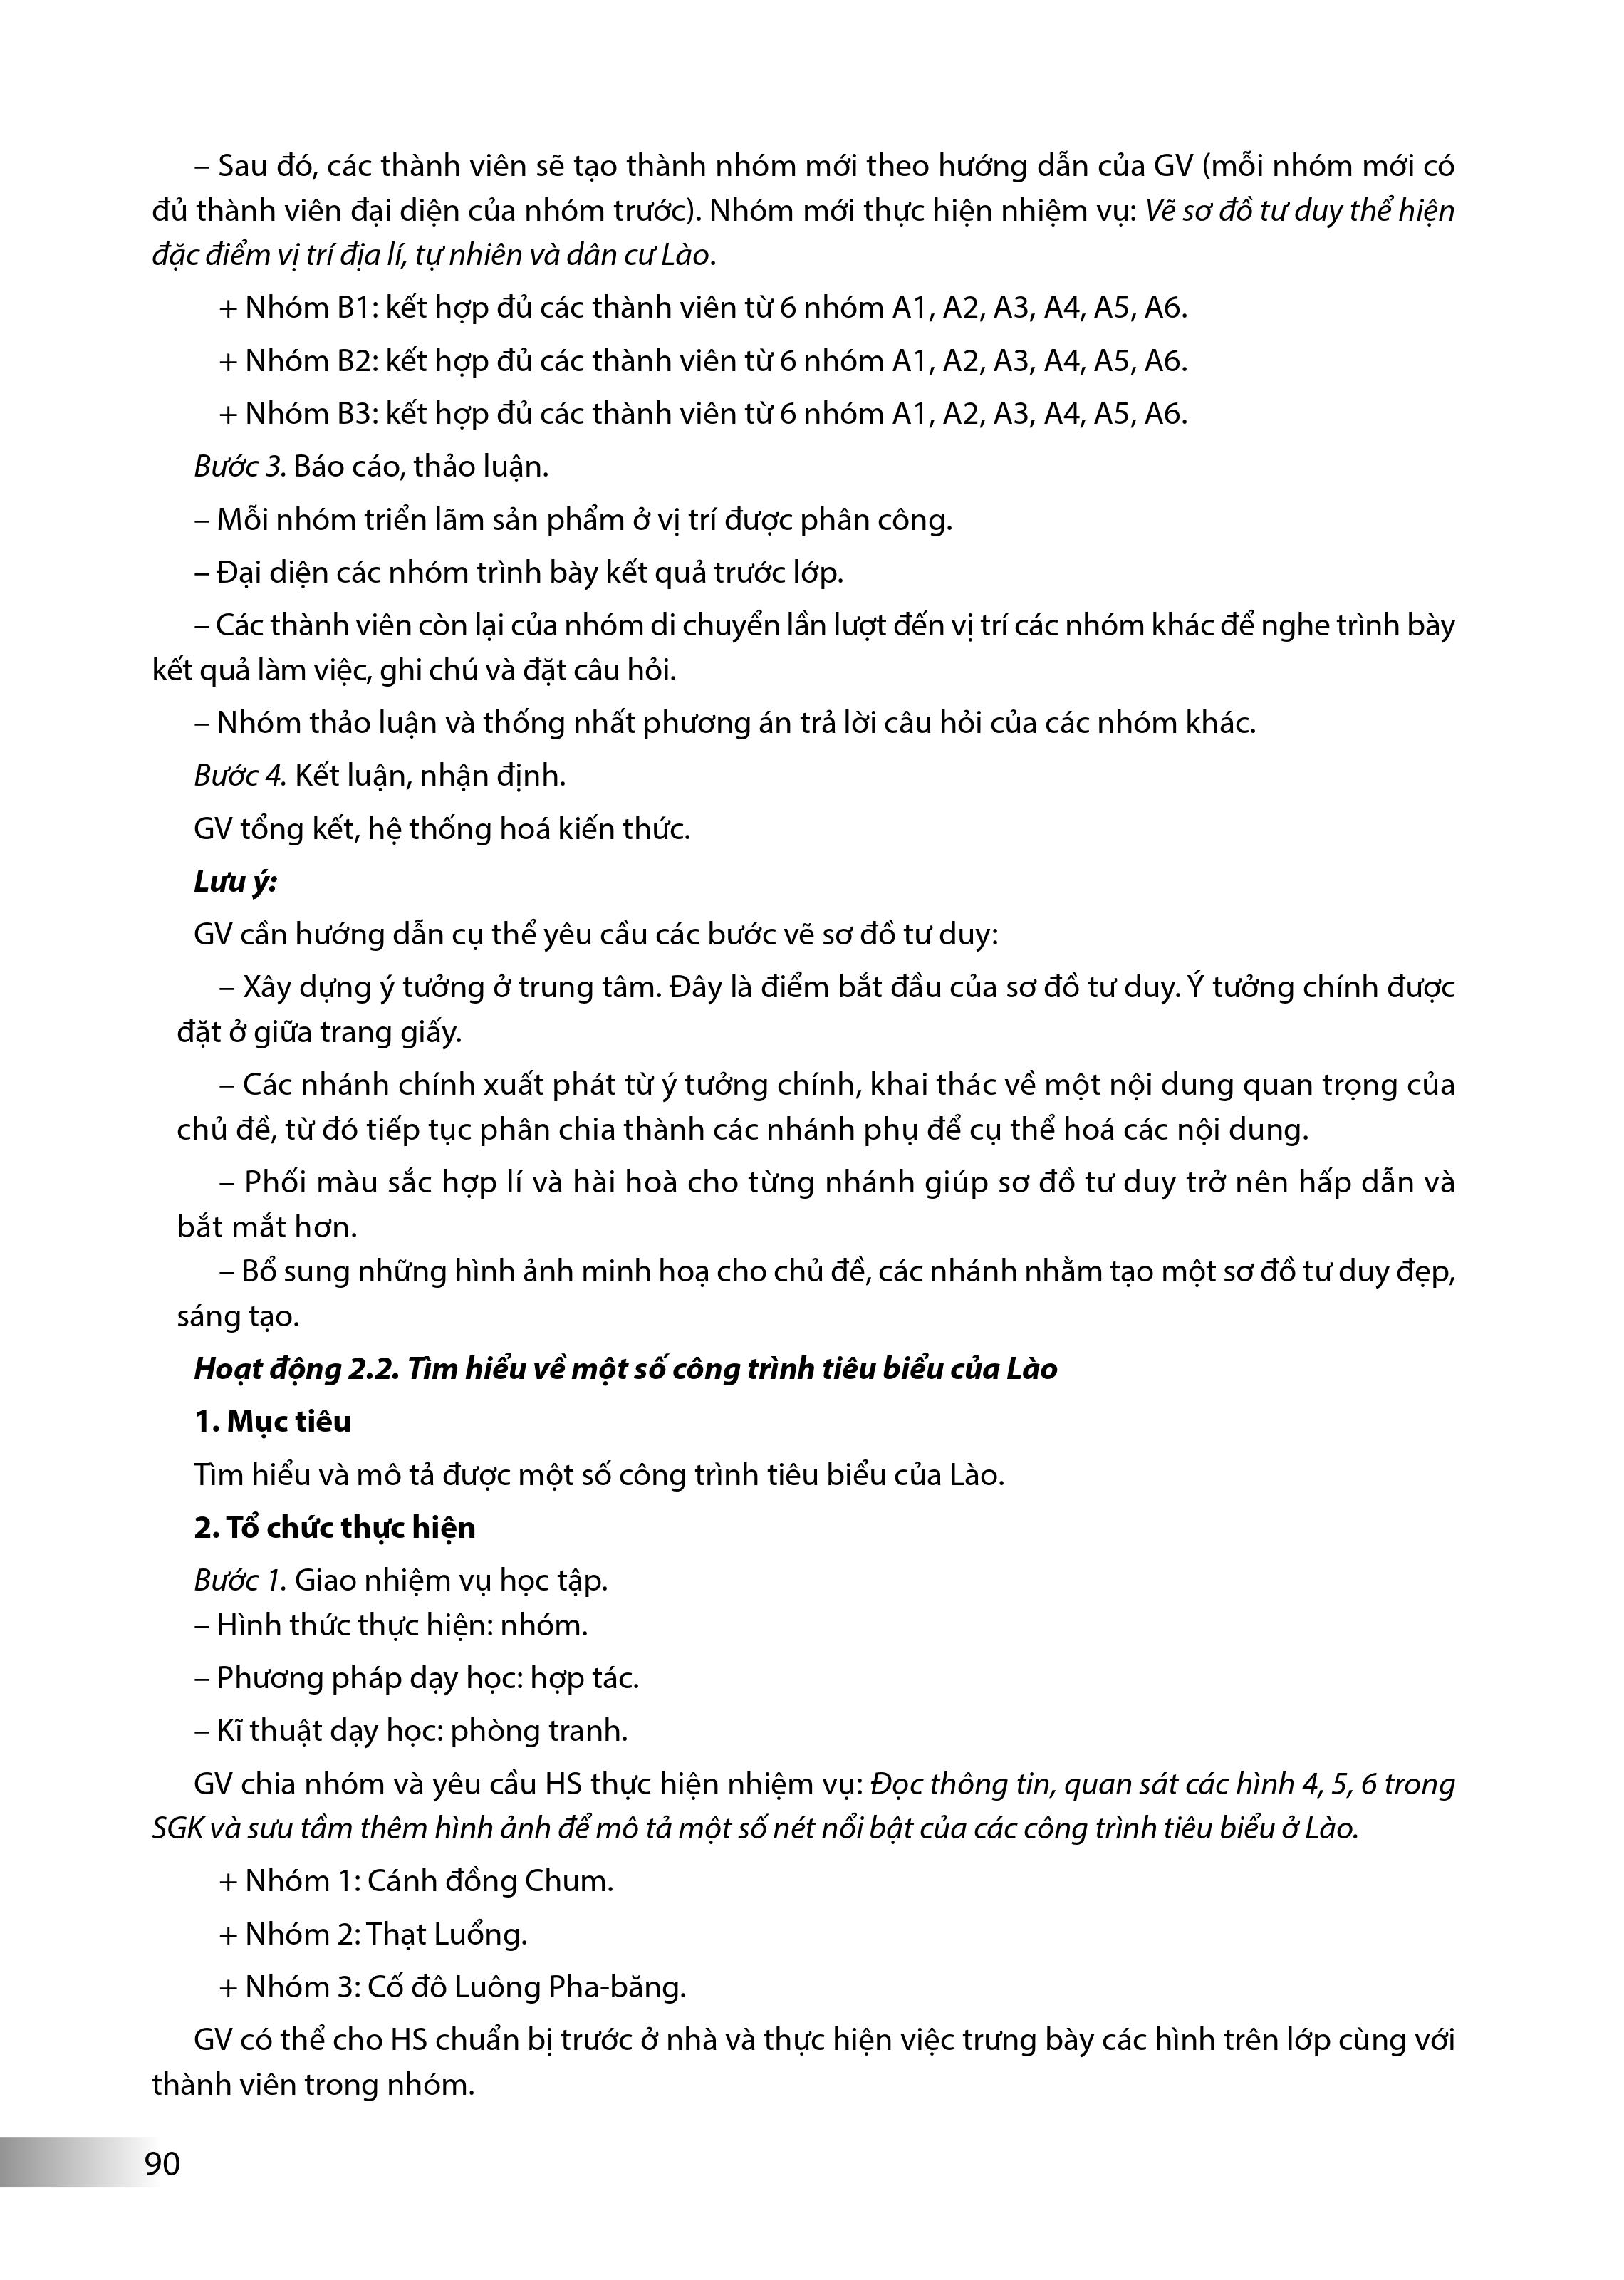 – Sau đó, các thành viên sẽ tạo thành nhóm mới theo hướng dẫn của GV (mỗi nhóm mới có
đủ thành viên đại diện của nhóm trước). Nhóm mới thực hiện nhiệm vụ: Vẽ sơ đồ tư duy thể hiện
đặc điểm vị trí địa lí, tự nhiên và dân cư Lào.
+ Nhóm B1: kết hợp đủ các thành viên từ 6 nhóm A1, A2, A3, A4, A5, A6.
+ Nhóm B2: kết hợp đủ các thành viên từ 6 nhóm A1, A2, A3, A4, A5, A6.
+ Nhóm B3: kết hợp đủ các thành viên từ 6 nhóm A1, A2, A3, A4, A5, A6.
Bước 3. Báo cáo, thảo luận.
– Mỗi nhóm triển lãm sản phẩm ở vị trí được phân công.
– Đại diện các nhóm trình bày kết quả trước lớp.
– Các thành viên còn lại của nhóm di chuyển lần lượt đến vị trí các nhóm khác để nghe trình bày
kết quả làm việc, ghi chú và đặt câu hỏi.
– Nhóm thảo luận và thống nhất phương án trả lời câu hỏi của các nhóm khác.
Bước 4. Kết luận, nhận định.
GV tổng kết, hệ thống hoá kiến thức.
Lưu ý:
GV cần hướng dẫn cụ thể yêu cầu các bước vẽ sơ đồ tư duy:
– Xây dựng ý tưởng ở trung tâm. Đây là điểm bắt đầu của sơ đồ tư duy. Ý tưởng chính được
đặt ở giữa trang giấy.
– Các nhánh chính xuất phát từ ý tưởng chính, khai thác về một nội dung quan trọng của
chủ đề, từ đó tiếp tục phân chia thành các nhánh phụ để cụ thể hoá các nội dung.
– Phối màu sắc hợp lí và hài hoà cho từng nhánh giúp sơ đồ tư duy trở nên hấp dẫn và
bắt mắt hơn.
– Bổ sung những hình ảnh minh hoạ cho chủ đề, các nhánh nhằm tạo một sơ đồ tư duy đẹp,
sáng tạo.
Hoạt động 2.2. Tìm hiểu về một số công trình tiêu biểu của Lào
1. Mục tiêu
Tìm hiểu và mô tả được một số công trình tiêu biểu của Lào.
2. Tổ chức thực hiện
Bước 1. Giao nhiệm vụ học tập.
– Hình thức thực hiện: nhóm.
– Phương pháp dạy học: hợp tác.
– Kĩ thuật dạy học: phòng tranh.
GV chia nhóm và yêu cầu HS thực hiện nhiệm vụ: Đọc thông tin, quan sát các hình 4, 5, 6 trong
SGK và sưu tầm thêm hình ảnh để mô tả một số nét nổi bật của các công trình tiêu biểu ở Lào.
+ Nhóm 1: Cánh đồng Chum.
+ Nhóm 2: Thạt Luổng.
+ Nhóm 3: Cố đô Luông Pha-băng.
GV có thể cho HS chuẩn bị trước ở nhà và thực hiện việc trưng bày các hình trên lớp cùng với
thành viên trong nhóm.
90